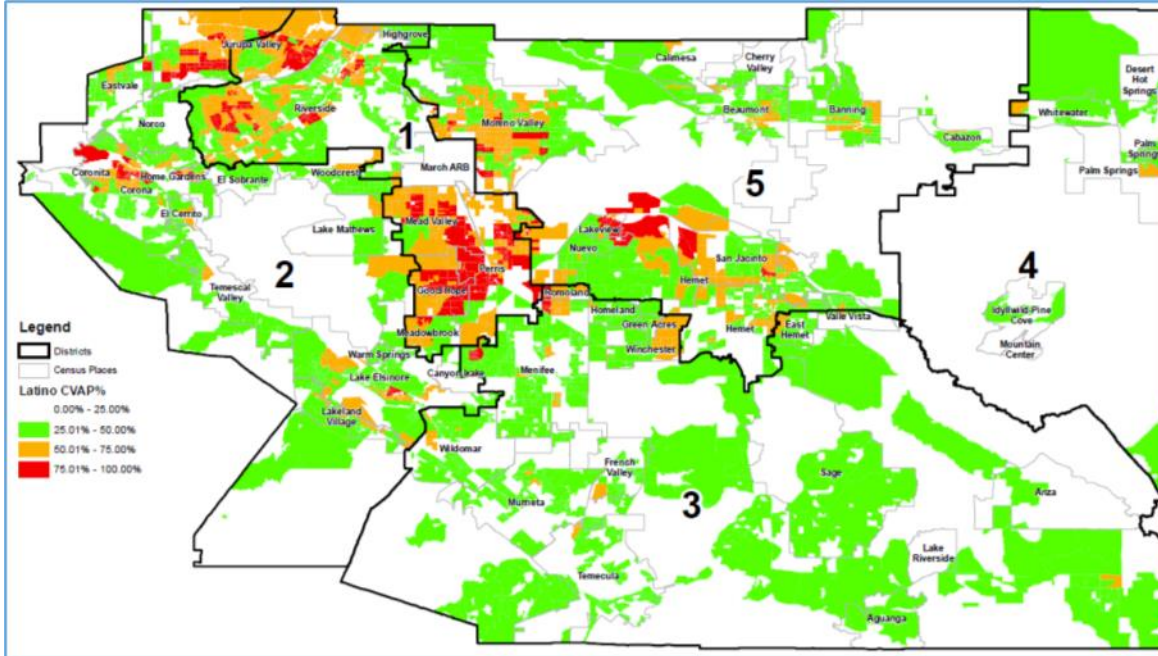 Jurupa Valley
Highgrove
Eastvale
Riverside
Norco
1
Calimesa
Cherry
Valley
Desert
Hot
Springs
Moreno Valley
Beaumont
Banning
Whitewater
Cabazon
Palm
Springs
Palm Springs
Coronita
Home Gardens
Corona
El Sobrante
Woodcrest
March ARB
5
El Cerrito
Lake Mathews
Mead Valley
Lakeview
Nuevo
San Jacinto
2
Perris
4
Temescal
Valley
Good Hope
Romoland
Hemet
Homeland
Idyllwild-Pine
Cove
Meadowbrook
Green Acres
Winchester
Hemet
East
Hemet
Valle Vista
Mountain
Center
Warm Springs
Canyon Lake
Menifee
Lake Elsinore
Lakeland
Village
Wildomar
French
Valley
Sage
Anza
Murrieta
3
Lake
Riverside
Temecula
Aguanga
Legend
Districts
Census Places
Latino CVAP%
0.00% - 25.00%
25.01% - 50.00%
50.01% - 75.00%
75.01% - 100.00%